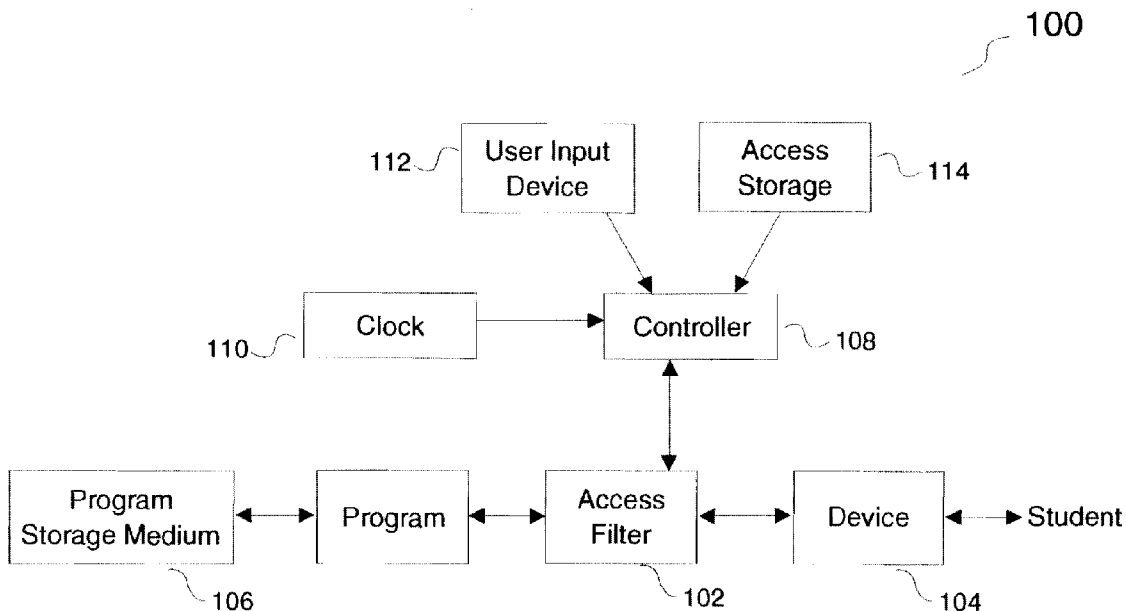 100
112
User Input
Device
Access
Storage
114
110
Clock
Controller
108
Program
Storage Medium
Program
Access
Filter
Device
Student
106
102
104